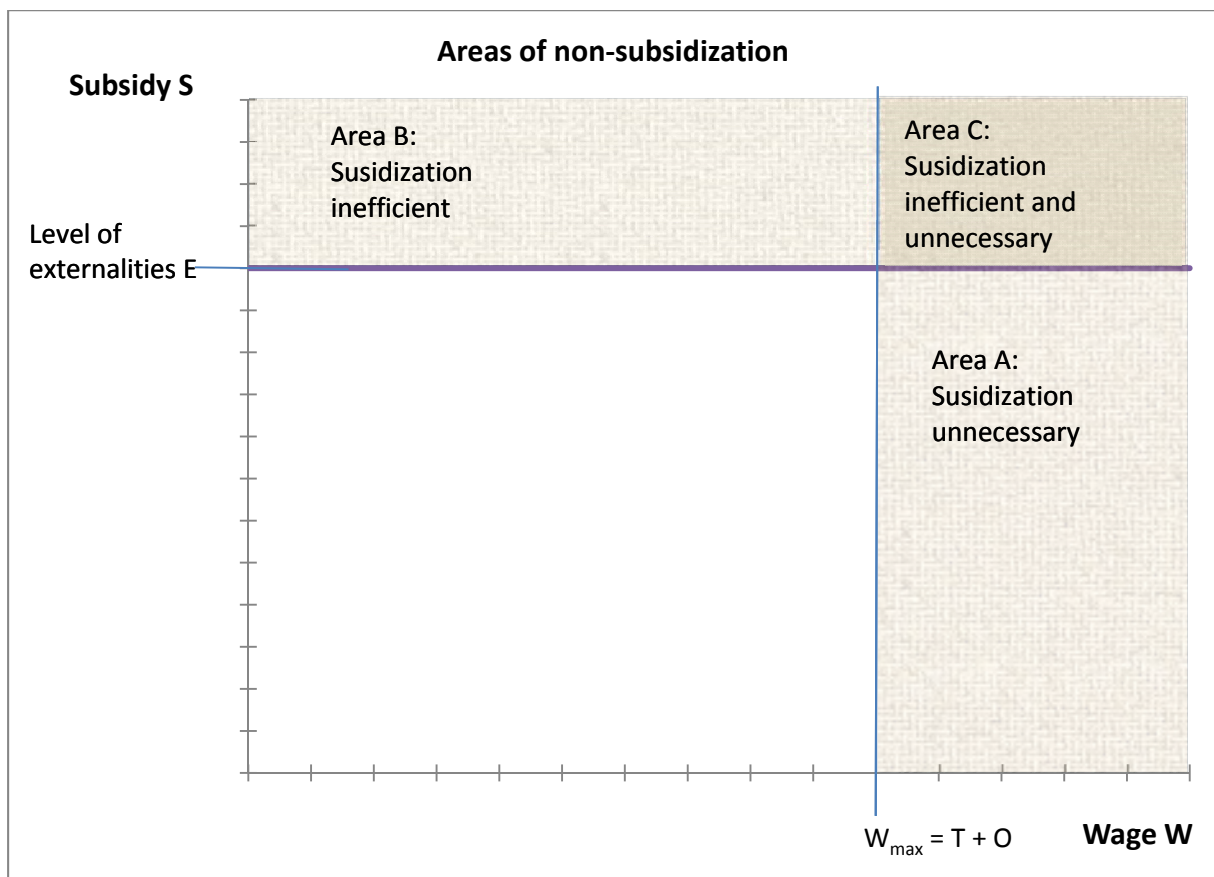 Areas of non-subsidization
Subsidy S
Area B:
Susidization
inefficient
Area C:
Susidization
inefficient and
unnecessary
Level of
externalities E
Area A:
Susidization
unnecessary
Wmax = T + O
Wage W